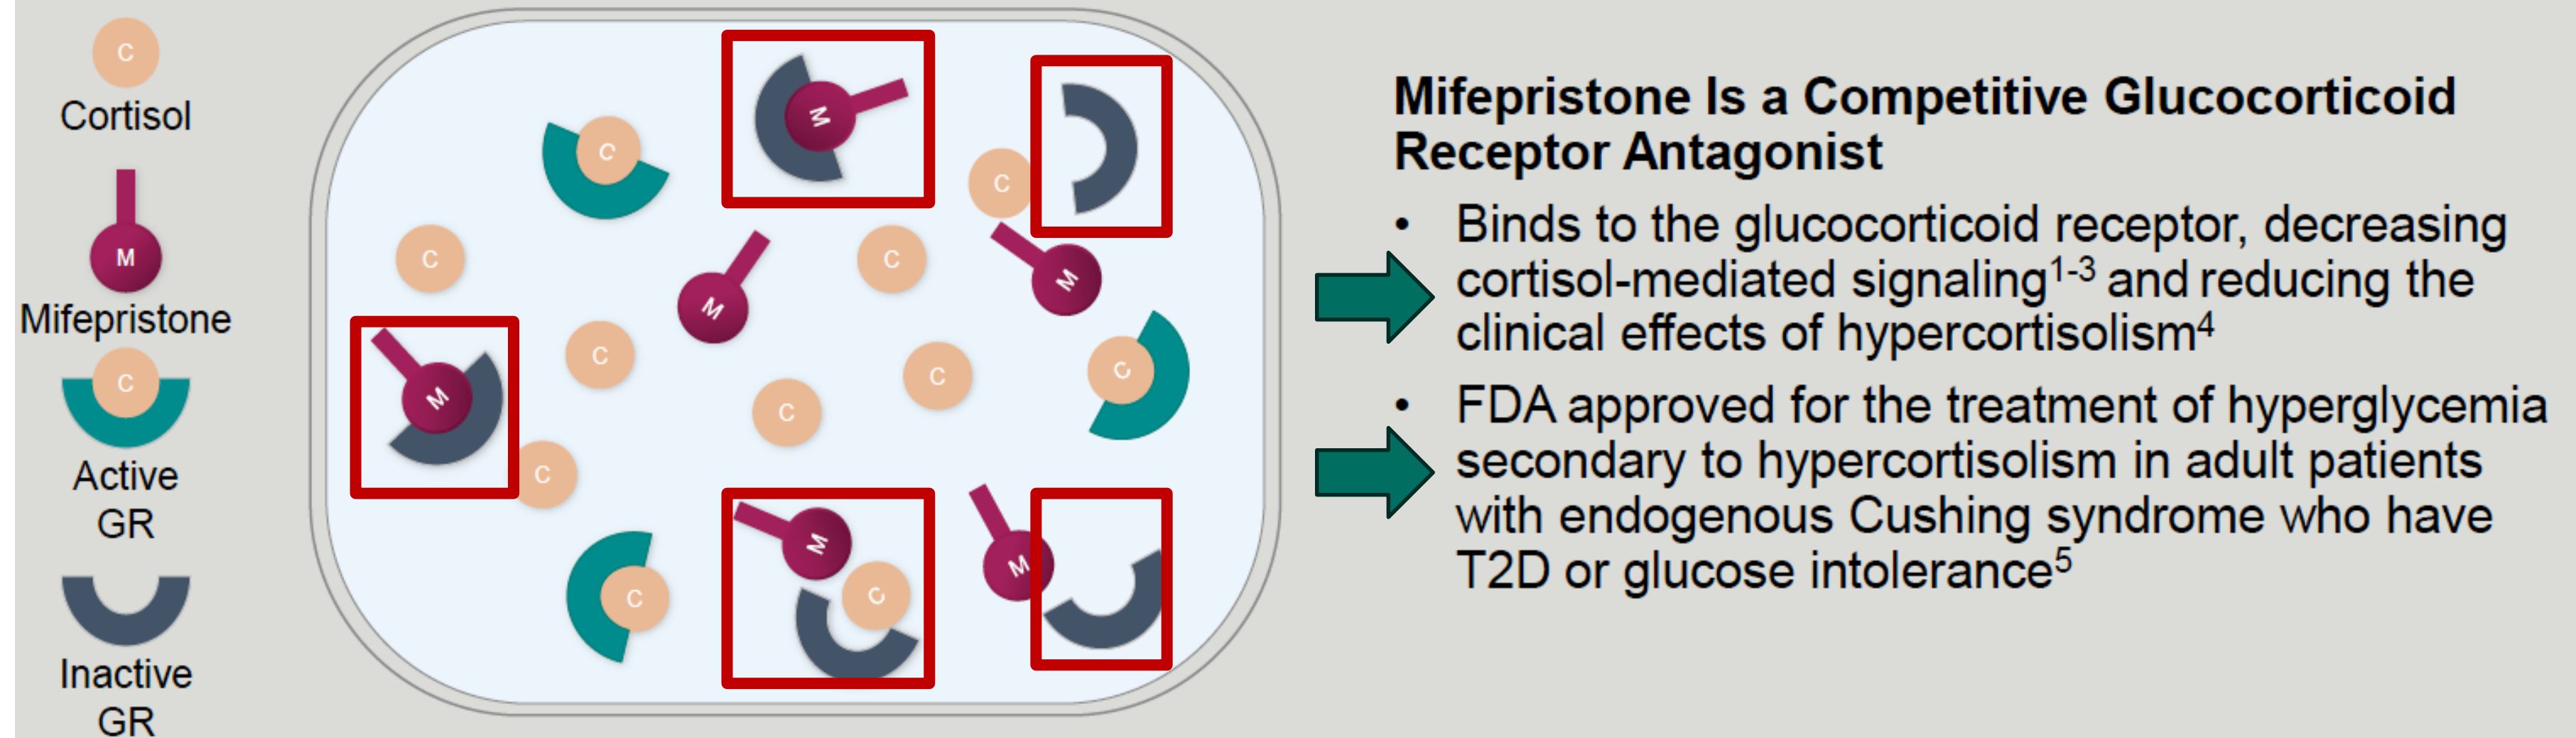 C
Cortisol
M
Mifepristone
C
Active
GR
Inactive
GR
C
M
C
C
C
M
M
C
C
C
M
C
C
M
C
C
M
Mifepristone Is a Competitive Glucocorticoid
Receptor Antagonist
• Binds to the glucocorticoid receptor, decreasing
cortisol-mediated signaling1-3 and reducing the
clinical effects of hypercortisolism4
• FDA approved for the treatment of hyperglycemia
secondary to hypercortisolism in adult patients
with endogenous Cushing syndrome who have
T2D or glucose intolerance5